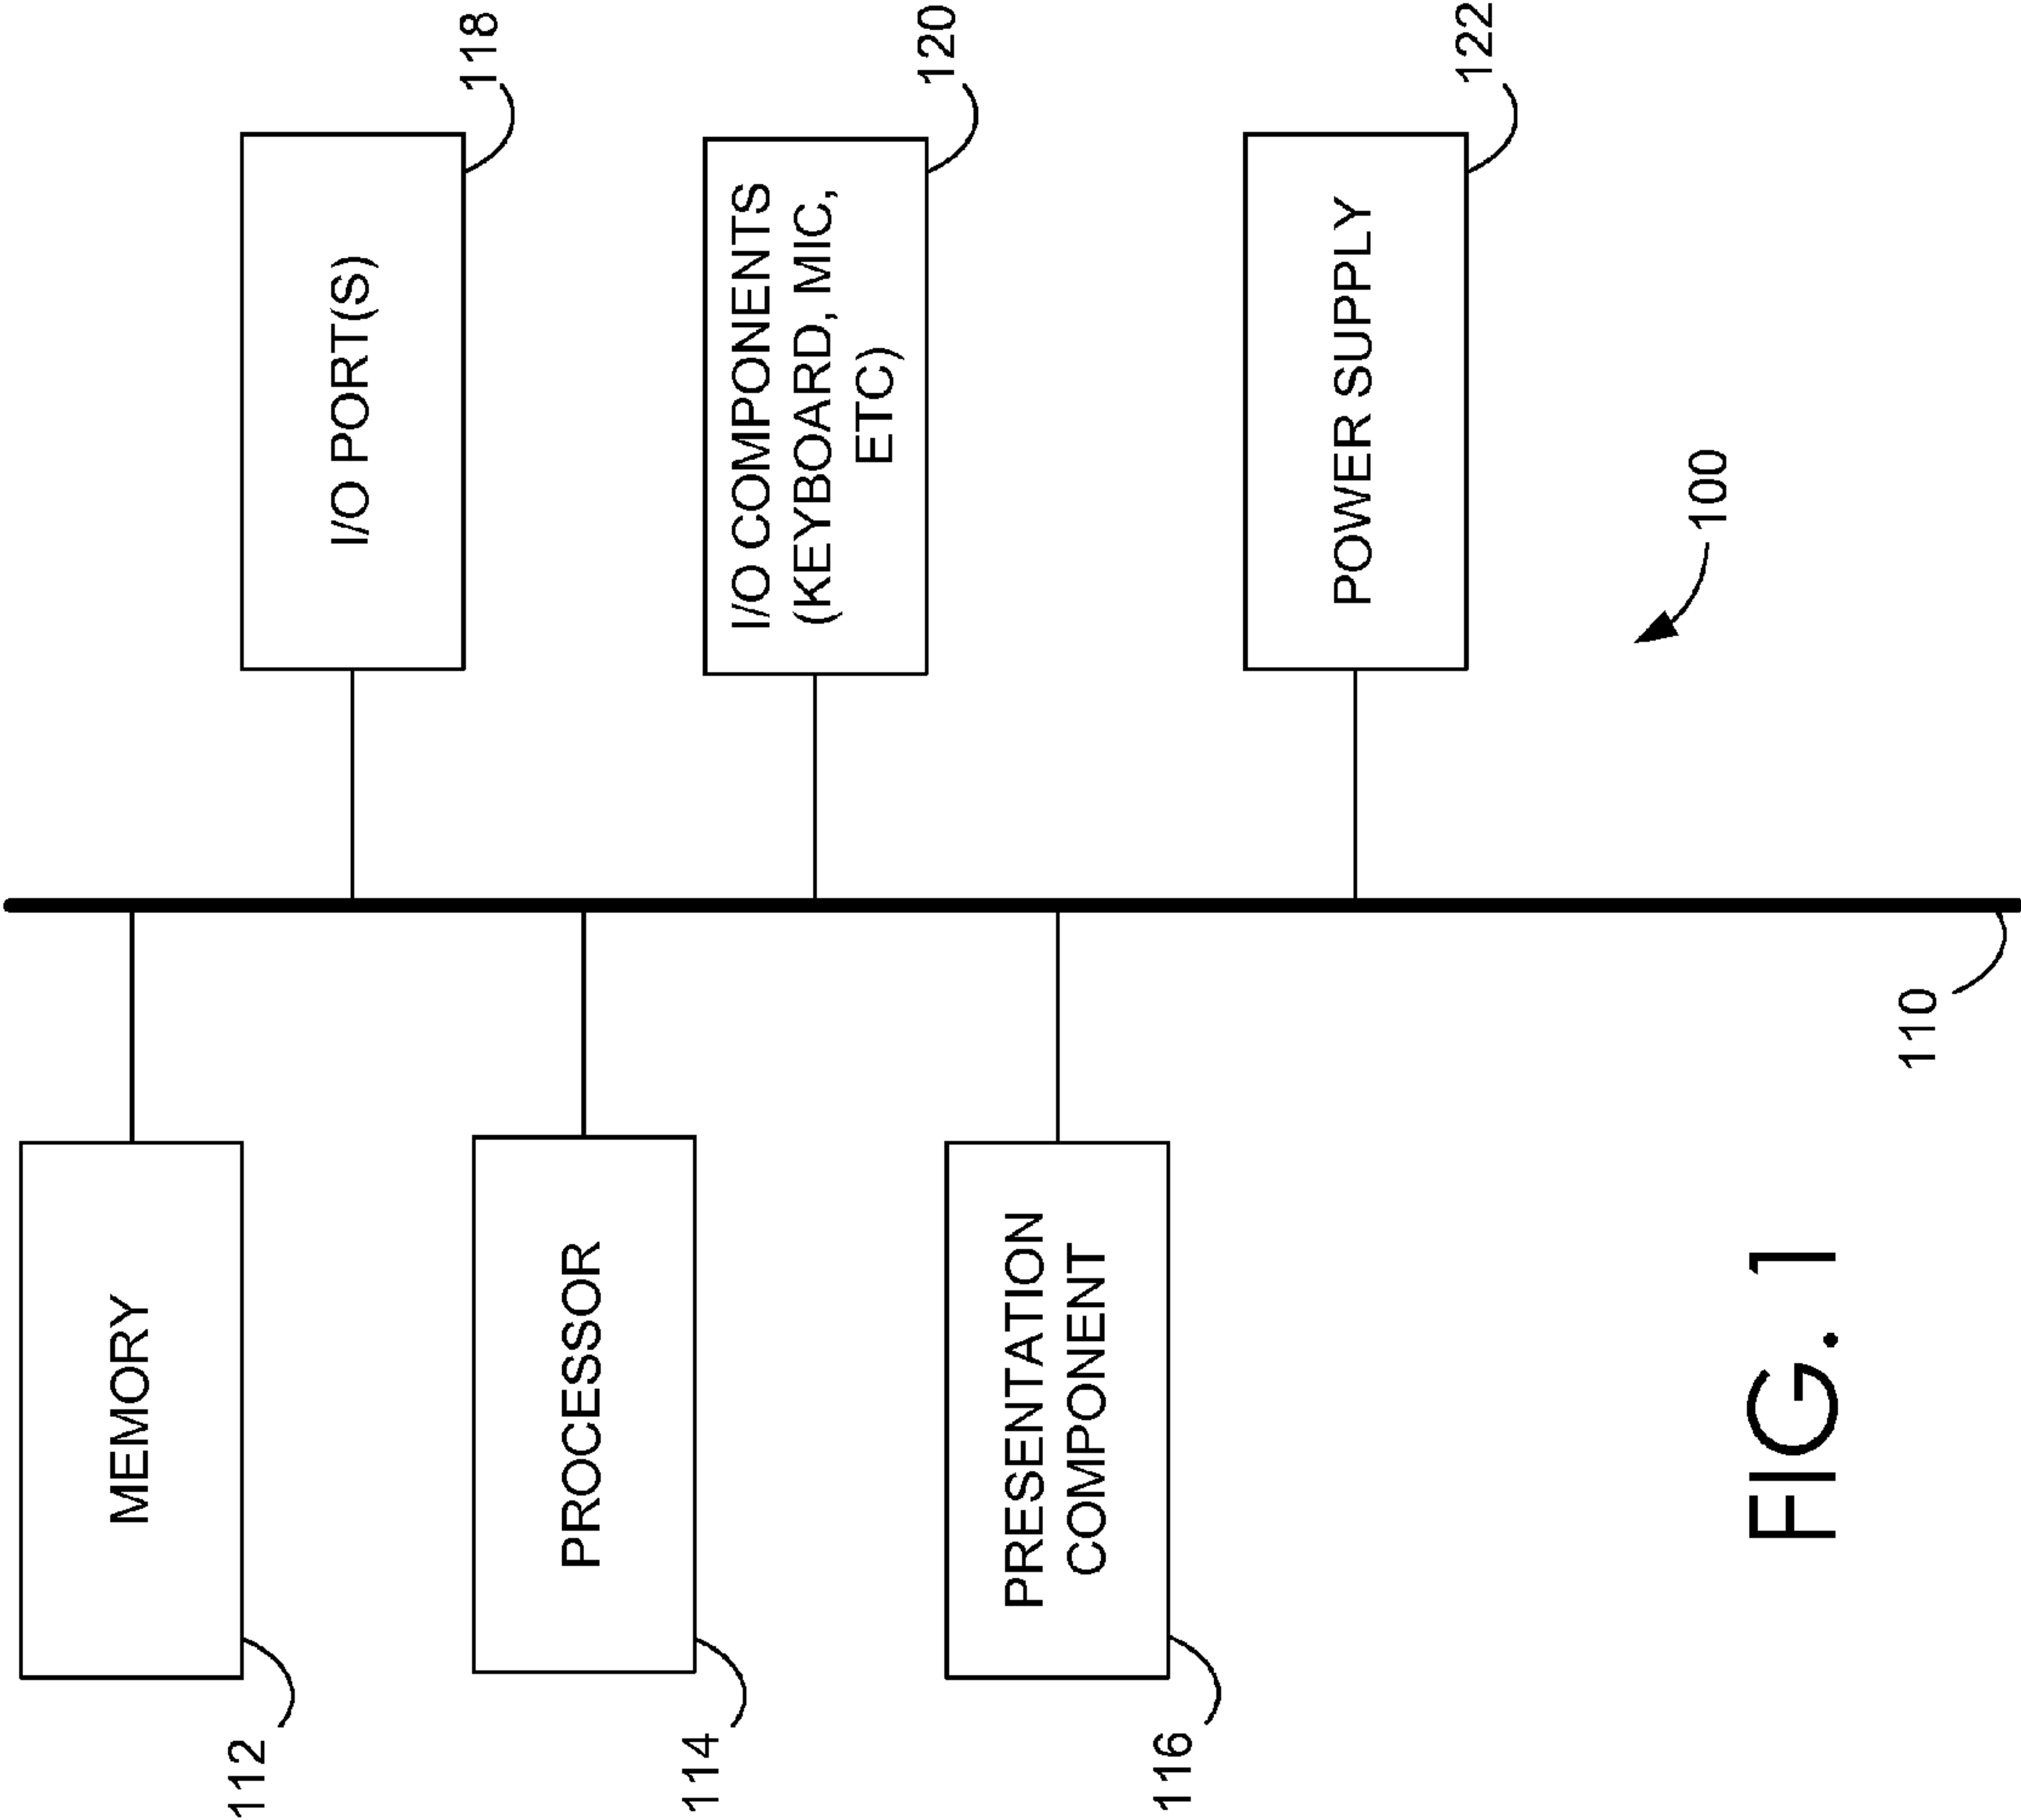 MEMORY
112
I/O PORT(S)
118
PROCESSOR
114
I/O COMPONENTS
(KEYBOARD, MIC,
ETC)
120
PRESENTATION
COMPONENT
116
POWER SUPPLY
122
100
110
FIG. 1